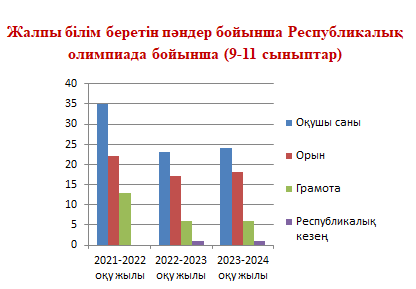 Жалпы білім беретін пәндер бойынша Республикалық
олимпиада бойынша (9-11 сыныптар)
40
35
30
25
20
15
10
5
0
2021-2022
оқу жылы
2022-2023
оқу жылы
2023-2024
оқу жылы
Оқушы саны
Орын
Грамота
Республикалық
кезең